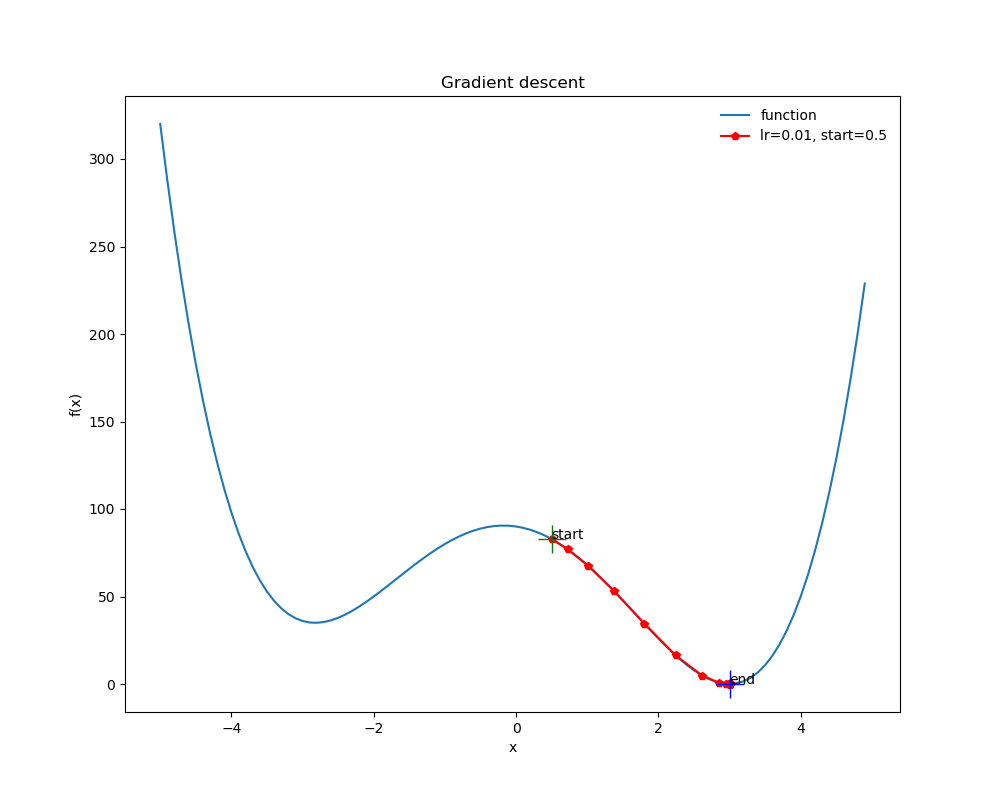 Gradient descent
function
lr=0.01, start=0.5
300
250
200
150
100
50
0
f(x)
start
end
−4
−2
0
2
4
x